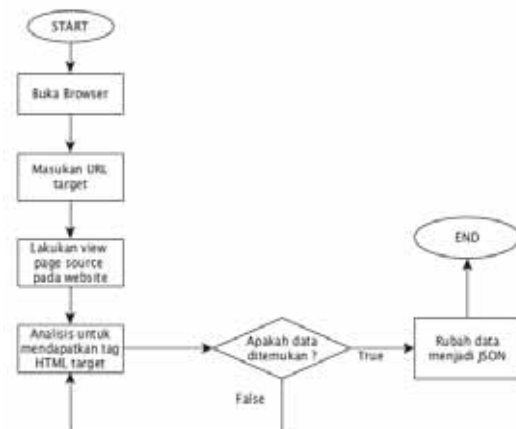 START
Buka Browser
Masukan URL
target
Lakukan view
page source
pada website
Analisis untuk
mendapatkan tag
HTML target
Apakah data
ditemukan ?
True
False
Rubah data
menjadi JSON
END